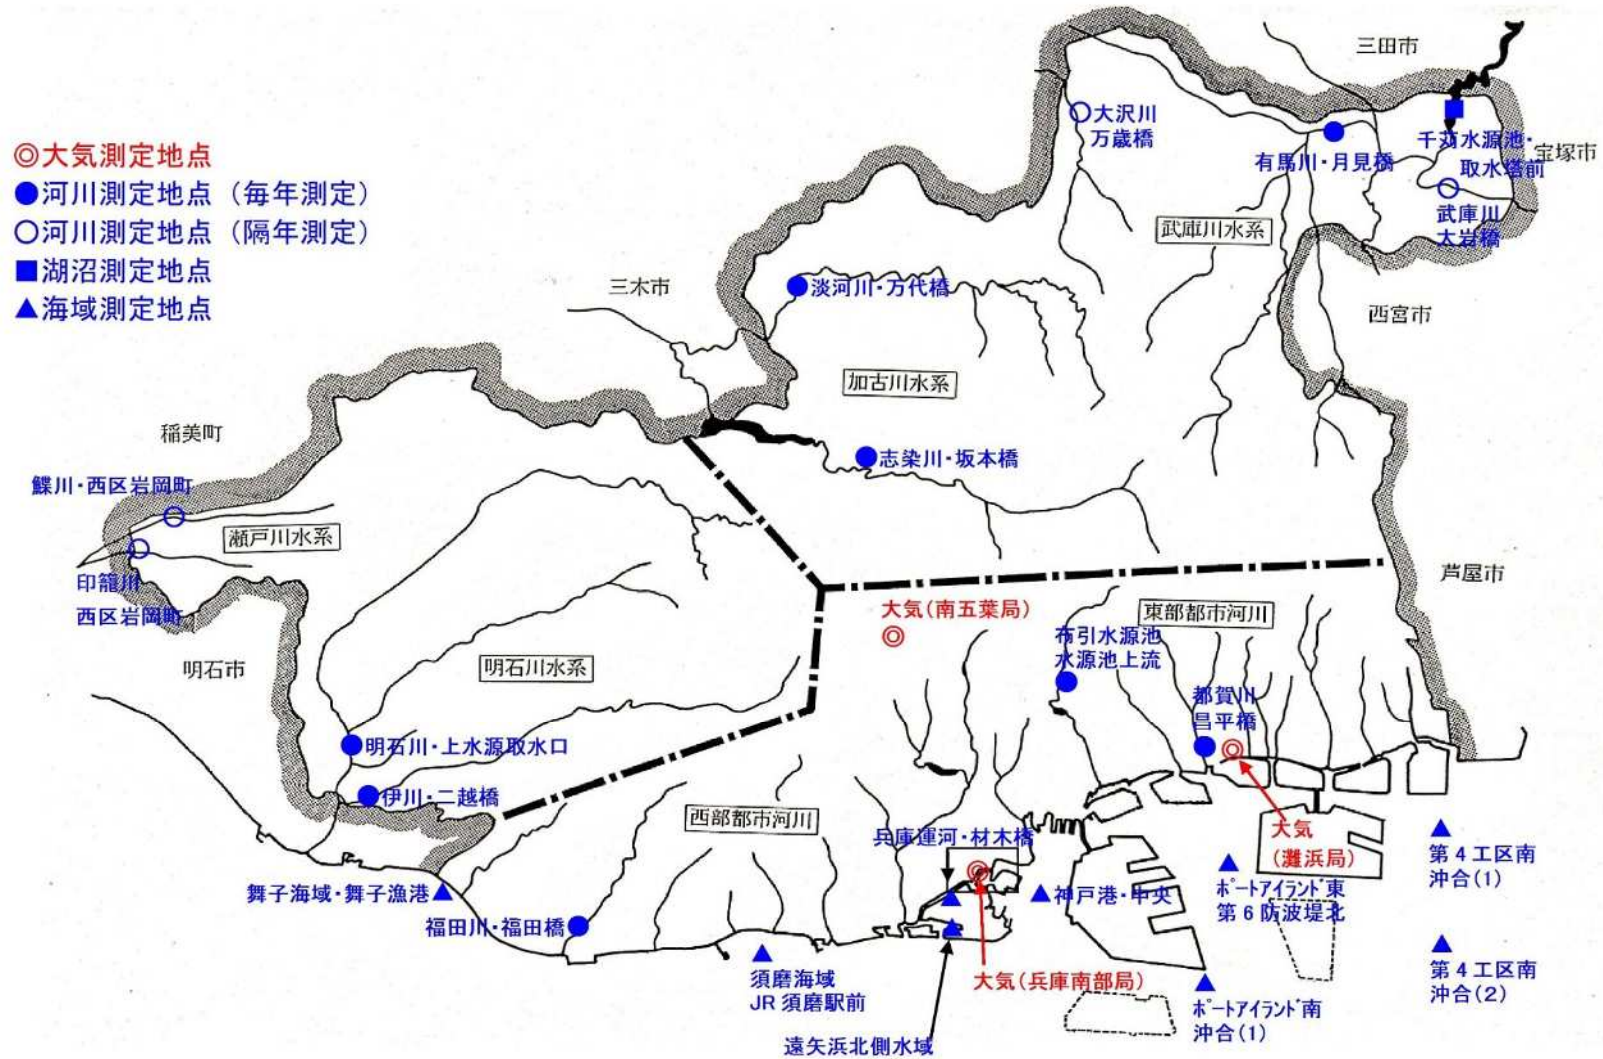 三田市
◎大気測定地点
●河川測定地点（毎年測定）
○河川測定地点（隔年測定）
■湖沼測定地点
▲海域測定地点
大沢川
万歳橋
有馬川・月見橋
千苅水源池・
取水塔前
宝塚市
武庫川
大岩橋
武庫川水系
三木市
淡河川・万代橋
西宮市
加古川水系
稲美町
志染川・坂本橋
鰈川・西区岩岡町
瀬戸川水系
印籠川
西区岩岡町
芦屋市
大気(南五葉局)
東部都市河川
布引水源池
水源池上流
明石市
明石川水系
都賀川
昌平橋
明石川・上水源取水口
伊川・二越橋
西部都市河川
兵庫運河・材木橋
大気
(灘浜局)
第４工区南
沖合(1)
舞子海域・舞子漁港
神戸港・中央
ﾎﾟｰﾄアイランﾄﾞ東
第６防波堤北
福田川・福田橋
須磨海域
JR 須磨駅前
大気(兵庫南部局)
第４工区南
沖合(2)
ﾎﾟｰﾄアイランﾄﾞ南
沖合(1)
遠矢浜北側水域